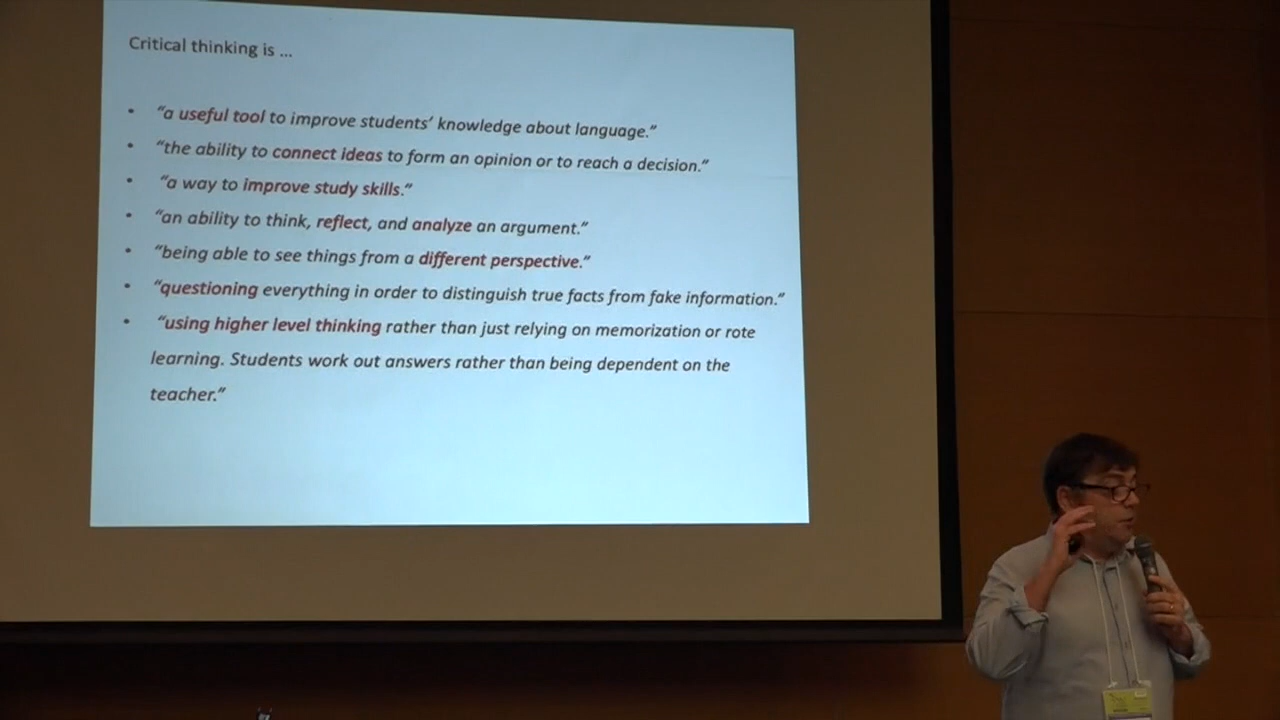 Critical thinking is ...
• “a useful tool to improve students’ knowledge about language.”
• “the ability to connect ideas to form an opinion or to reach a decision.”
• “a way to improve study skills.”
• “an ability to think, reflect, and analyze an argument.”
• “being able to see things from a different perspective.”
• “questioning everything in order to distinguish true facts from fake information.”
• “using higher level thinking rather than just relying on memorization or rote
learning. Students work out answers rather than being dependent on the
teacher.”